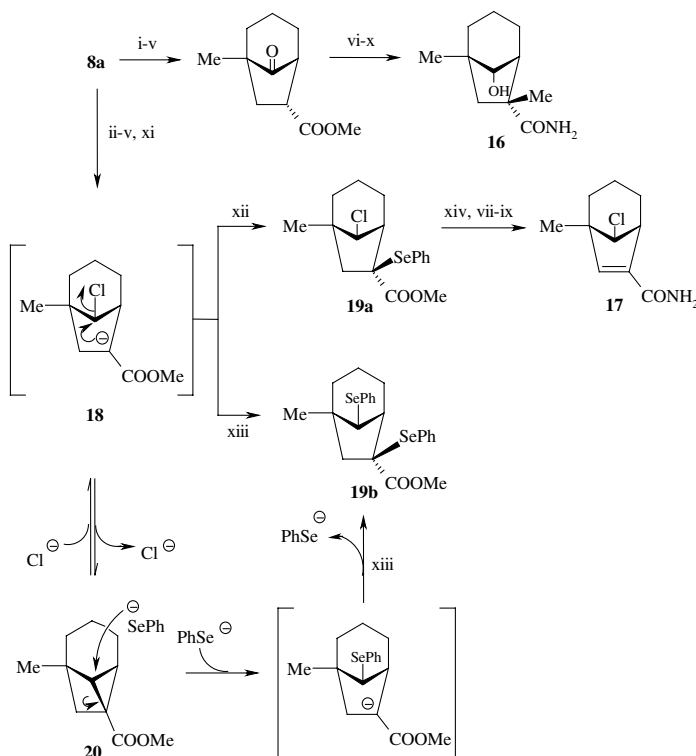 8a
i-v
Me
O
COOMe
vi-x
Me
OH
Me
CONH₂
16
ii-v, xi
Cl
Me
⊖
COOMe
18
xii
Me
Cl
SePh
COOMe
19a
xiv, vii-ix
Me
Cl
CONH₂
17
xiii
Me
SePh
SePh
COOMe
19b
Cl ⊖
Cl ⊖
PhSe ⊖
xiii
⊖
SePh
Me
COOMe
20
PhSe ⊖
Me
SePh
⊖
COOMe